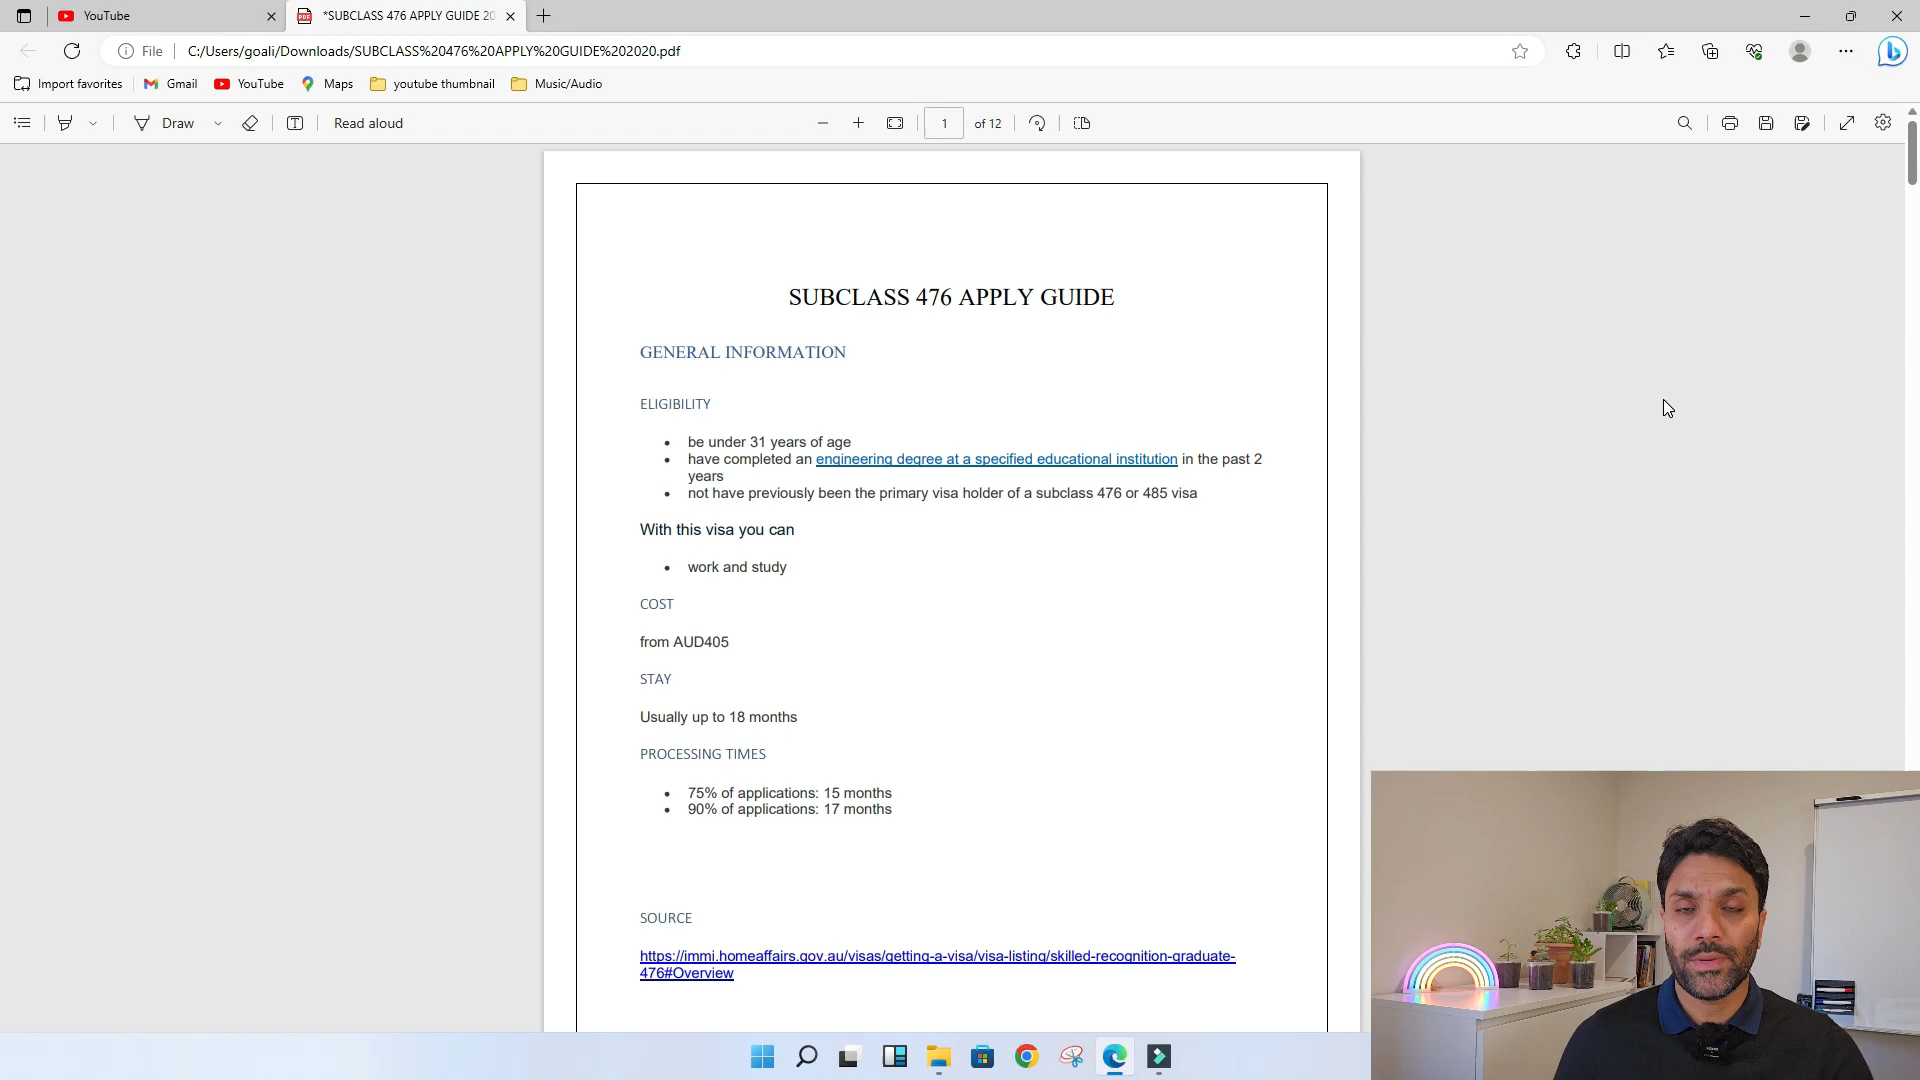 YouTube
*SUBCLASS 476 APPLY GUIDE 20
File
C:/Users/goali/Downloads/SUBCLASS%20476%20APPLY%20GUIDE%202020.pdf
Import favorites
Gmail
YouTube
Maps
youtube thumbnail
Music/Audio
Draw
Read aloud
1
of 12
SUBCLASS 476 APPLY GUIDE
GENERAL INFORMATION
ELIGIBILITY
• be under 31 years of age
• have completed an engineering degree at a specified educational institution in the past 2
years
• not have previously been the primary visa holder of a subclass 476 or 485 visa
With this visa you can
• work and study
COST
from AUD405
STAY
Usually up to 18 months
PROCESSING TIMES
• 75% of applications: 15 months
• 90% of applications: 17 months
SOURCE
https://immi.homeaffairs.gov.au/visas/getting-a-visa/visa-listing/skilled-recognition-graduate-
476#Overview